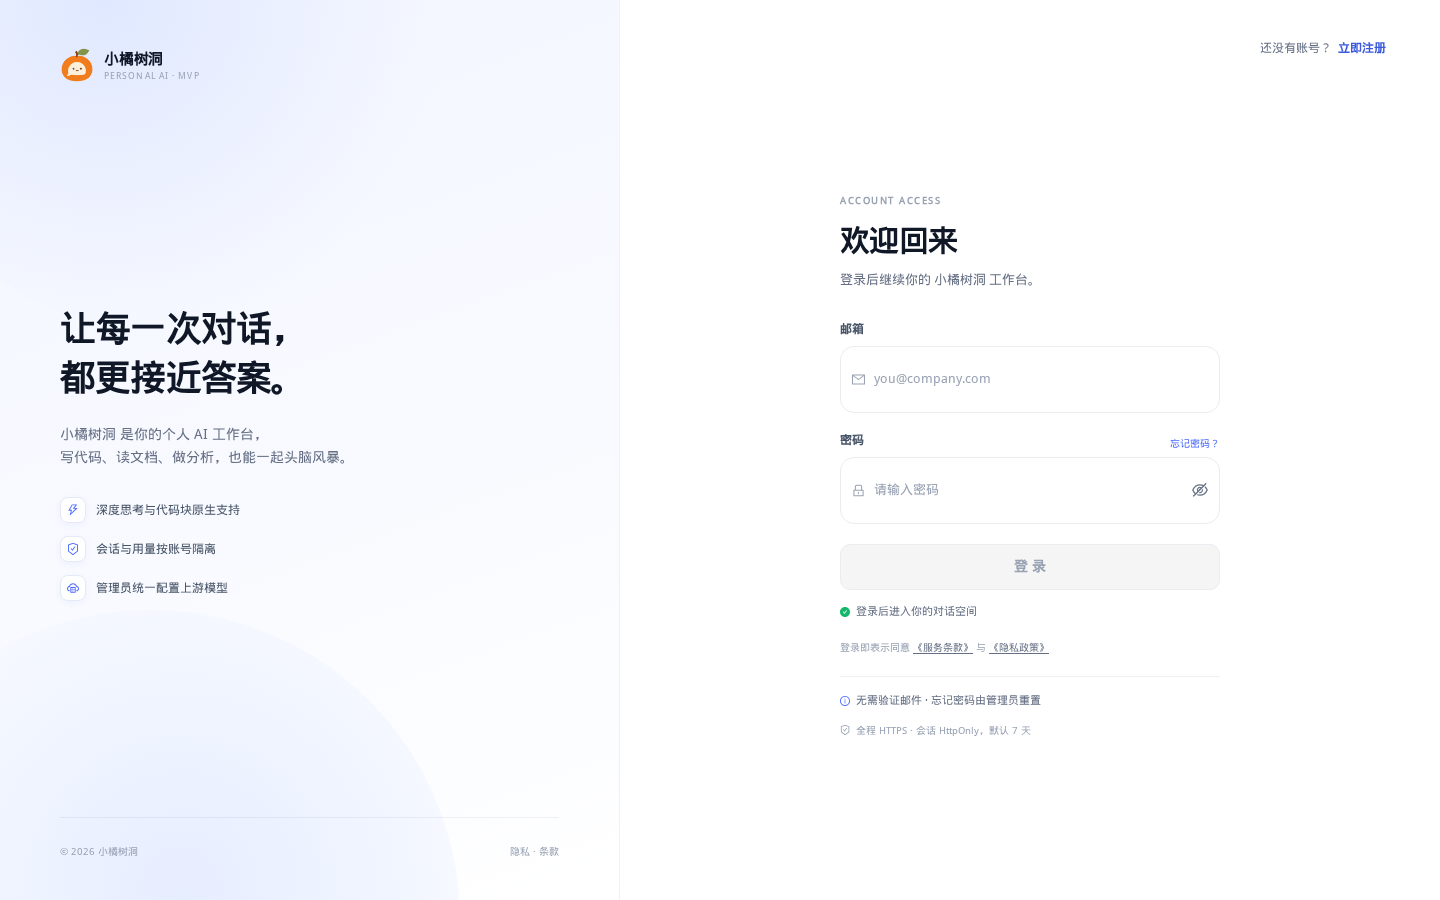 小橘树洞
PERSONAL AI · MVP
让每一次对话，
都更接近答案。
小橘树洞 是你的个人 AI 工作台，
写代码、读文档、做分析，也能一起头脑风暴。
深度思考与代码块原生支持
会话与用量按账号隔离
管理员统一配置上游模型
© 2026 小橘树洞
隐私 · 条款
还没有账号？ 立即注册
ACCOUNT ACCESS
欢迎回来
登录后继续你的 小橘树洞 工作台。
邮箱
you@company.com
密码
忘记密码？
请输入密码
登 录
登录后进入你的对话空间
登录即表示同意 《服务条款》 与 《隐私政策》
无需验证邮件 · 忘记密码由管理员重置
全程 HTTPS · 会话 HttpOnly，默认 7 天